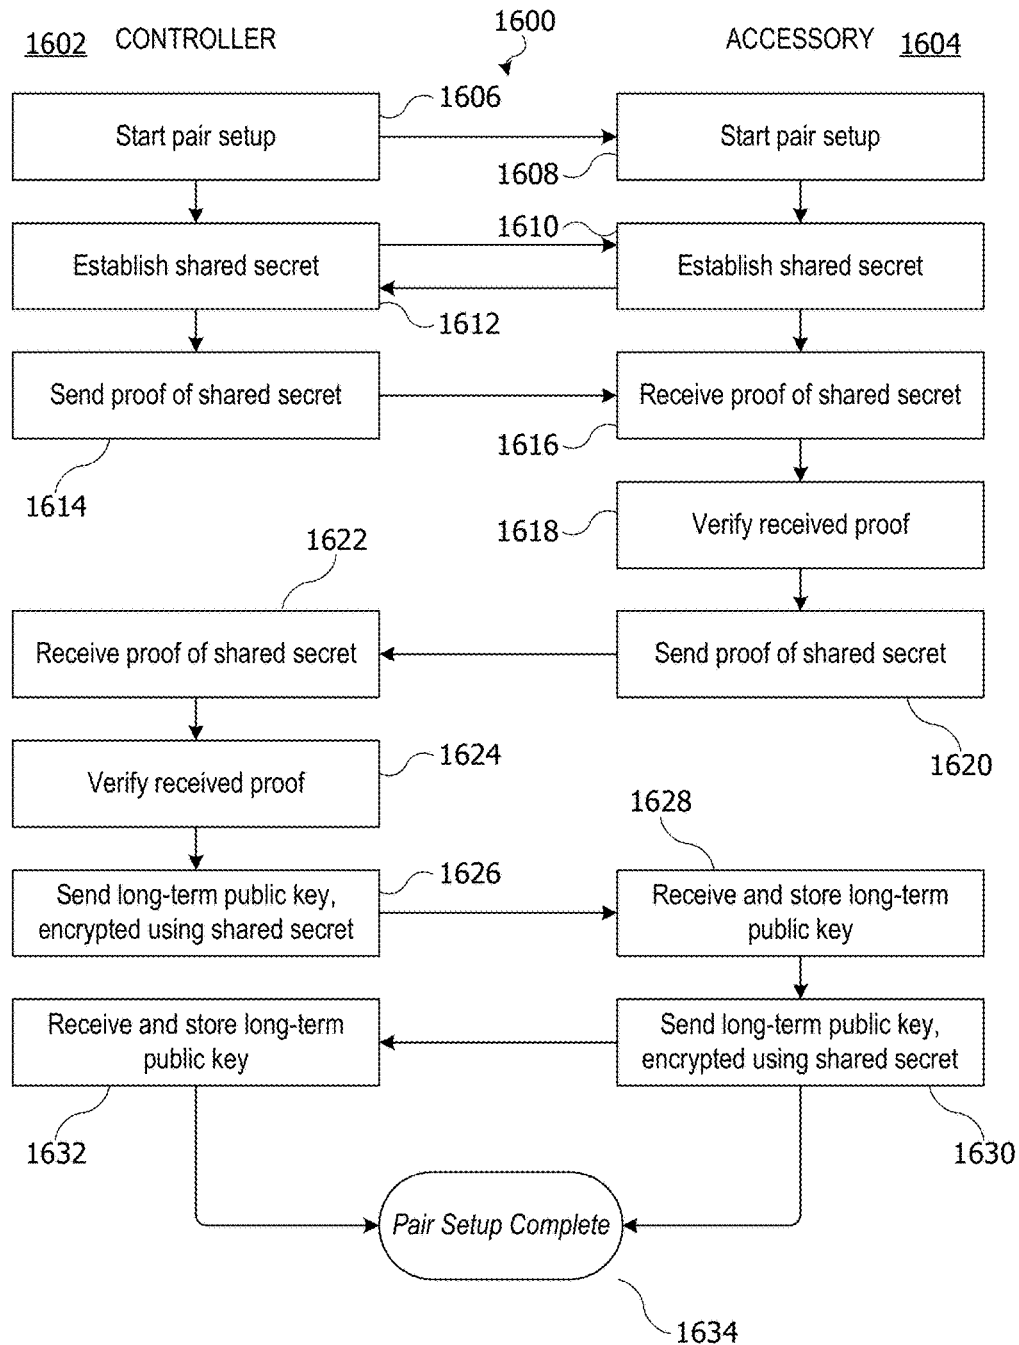 1600
1602 CONTROLLER
ACCESSORY 1604
1606
Start pair setup
Start pair setup
1608
1610
Establish shared secret
Establish shared secret
1612
Send proof of shared secret
Receive proof of shared secret
1614
1616
1618
Verify received proof
1622
Receive proof of shared secret
Send proof of shared secret
1620
1624
Verify received proof
1628
1626
Send long-term public key,
encrypted using shared secret
Receive and store long-term
public key
Receive and store long-term
public key
Send long-term public key,
encrypted using shared secret
1632
1630
Pair Setup Complete
1634